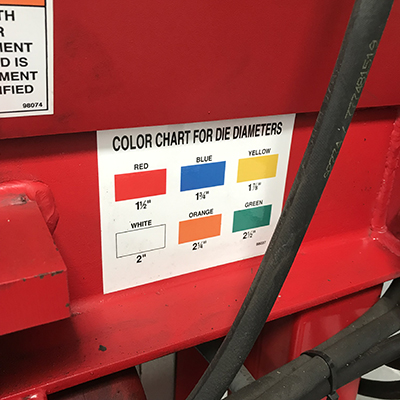 TH
R
MENT
D IS
EMENT
IFIED
98074
COLOR CHART FOR DIE DIAMETERS
RED BLUE YELLOW
1½" 1¾" 1⅞"
WHITE ORANGE GREEN
2" 2¼" 2½"